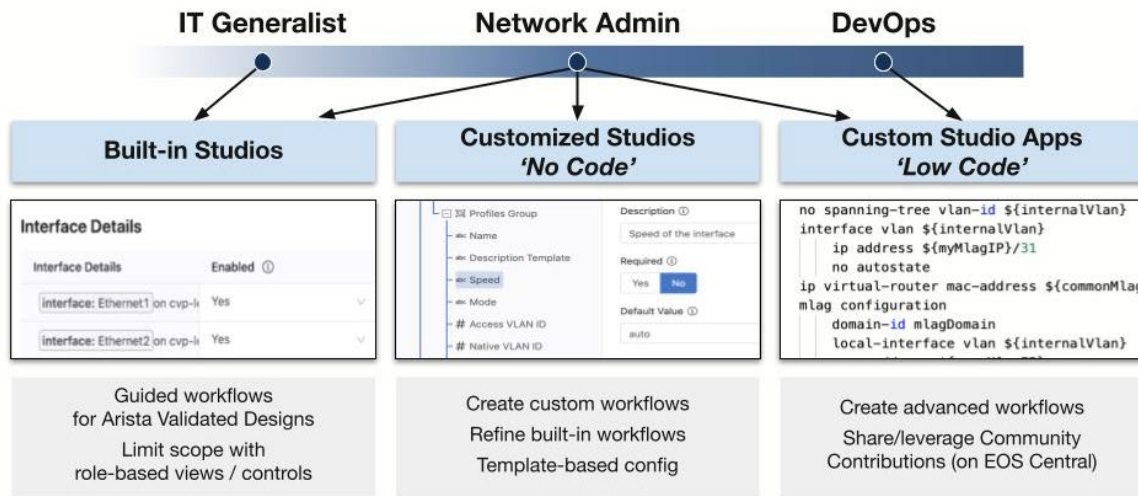 IT Generalist
Network Admin
DevOps
Built-in Studios
Customized Studios
'No Code'
Custom Studio Apps
'Low Code'
Interface Details
Interface Details Enabled
interface: Ethernet1 on cvp-l Yes
interface: Ethernet2 on cvp-l Yes
Profiles Group
abc Name
abc Description Template
abc Speed
abc Mode
# Access VLAN ID
# Native VLAN ID
Description
Speed of the interface
Required
Yes No
Default Value
auto
no spanning-tree vlan-id ${internalVlan}
interface vlan ${internalVlan}
ip address ${myMlagIP}/31
no autostate
ip virtual-router mac-address ${commonMlag
mlag configuration
domain-id mlagDomain
local-interface vlan ${internalVlan}
Guided workflows
for Arista Validated Designs
Limit scope with
role-based views / controls
Create custom workflows
Refine built-in workflows
Template-based config
Create advanced workflows
Share/leverage Community
Contributions (on EOS Central)